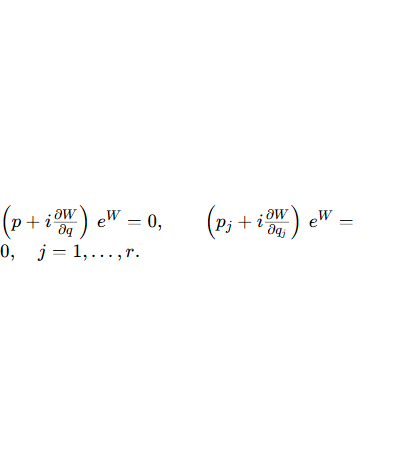 $\left(p + i\frac{\partial W}{\partial q}\right) e^{W} = 0, \qquad \left(p_j + i\frac{\partial W}{\partial q_j}\right) e^{W} =$
$0, \quad j = 1, \ldots, r.$